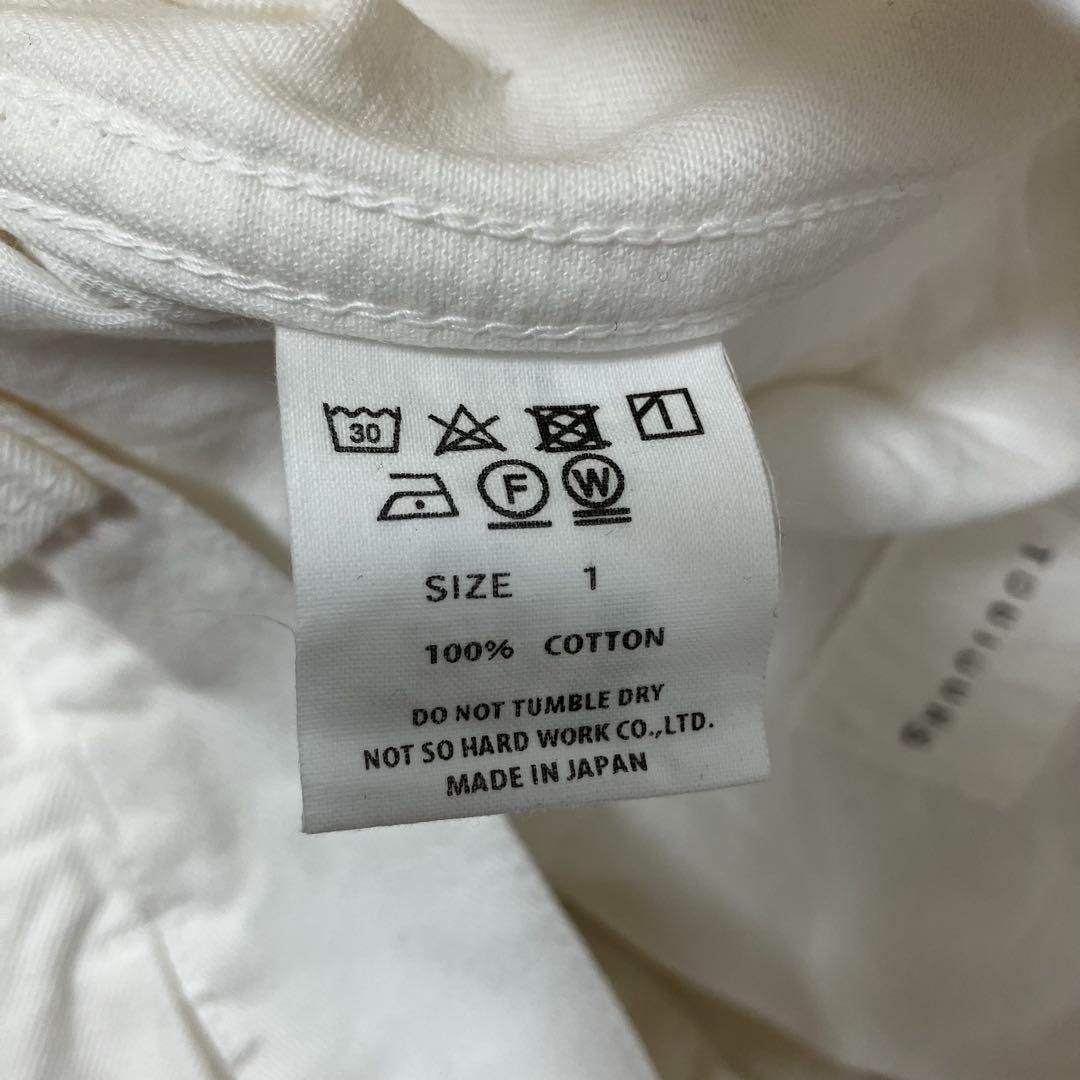 30
F W
SIZE 1
100% COTTON
DO NOT TUMBLE DRY
NOT SO HARD WORK CO.,LTD.
MADE IN JAPAN